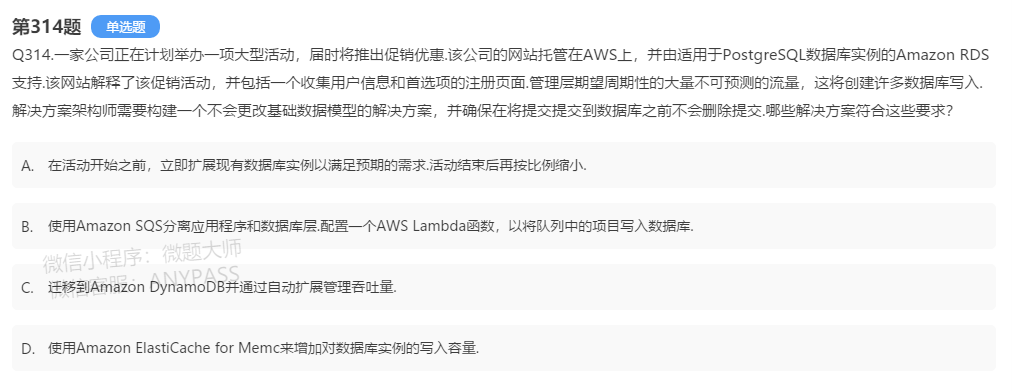 第314题 单选题
Q314.一家公司正在计划举办一项大型活动，届时将推出促销优惠.该公司的网站托管在AWS上，并由适用于PostgreSQL数据库实例的Amazon RDS
支持.该网站解释了该促销活动，并包括一个收集用户信息和首选项的注册页面.管理层期望周期性的大量不可预测的流量，这将创建许多数据库写入.
解决方案架构师需要构建一个不会更改基础数据模型的解决方案，并确保在将提交提交到数据库之前不会删除提交.哪些解决方案符合这些要求？
A. 在活动开始之前，立即扩展现有数据库实例以满足预期的需求.活动结束后再按比例缩小.
B. 使用Amazon SQS分离应用程序和数据库层.配置一个AWS Lambda函数，以将队列中的项目写入数据库.
微信小程序：微题大师
微信客服：ANYPASS
C. 迁移到Amazon DynamoDB并通过自动扩展管理吞吐量.
D. 使用Amazon ElastiCache for Memc来增加对数据库实例的写入容量.